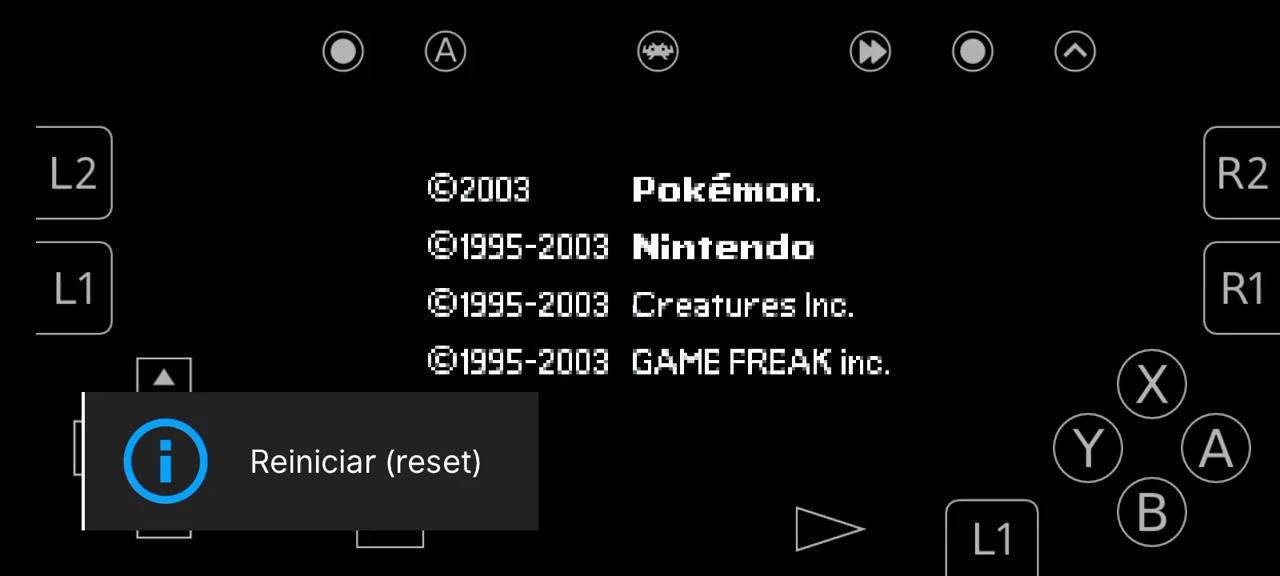 A
L2
R2
©2003 Pokémon.
©1995-2003 Nintendo
L1
R1
©1995-2003 Creatures Inc.
©1995-2003 GAME FREAK inc.
X
Y
A
Reiniciar (reset)
B
L1